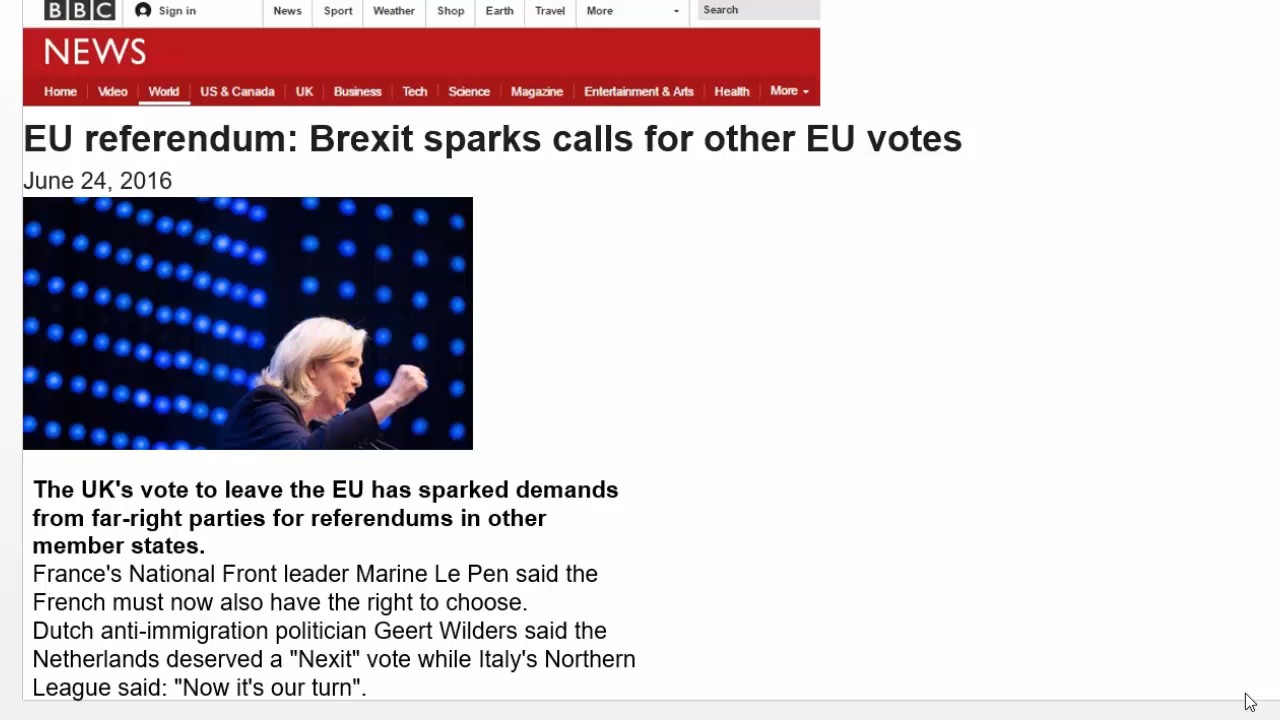 BBC Sign in News Sport Weather Shop Earth Travel More Search
NEWS
Home Video World US & Canada UK Business Tech Science Magazine Entertainment & Arts Health More
EU referendum: Brexit sparks calls for other EU votes
June 24, 2016
The UK's vote to leave the EU has sparked demands
from far-right parties for referendums in other
member states.
France's National Front leader Marine Le Pen said the
French must now also have the right to choose.
Dutch anti-immigration politician Geert Wilders said the
Netherlands deserved a "Nexit" vote while Italy's Northern
League said: "Now it's our turn".